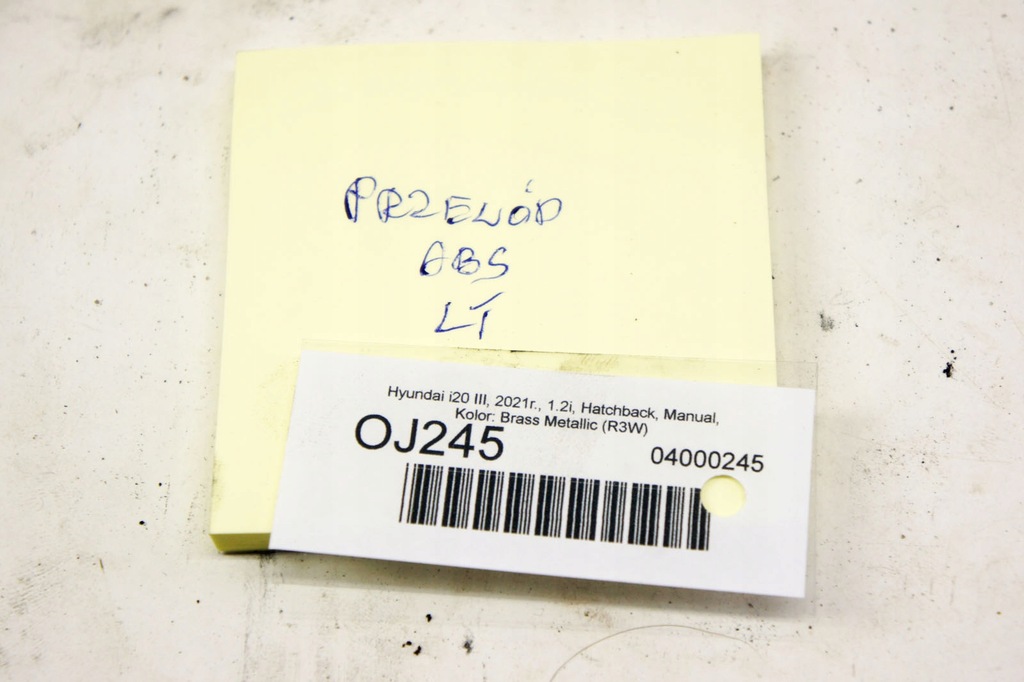 PRZEWÓD
ABS
LT
Hyundai i20 III, 2021r., 1.2i, Hatchback, Manual,
Kolor: Brass Metallic (R3W)
OJ245
04000245